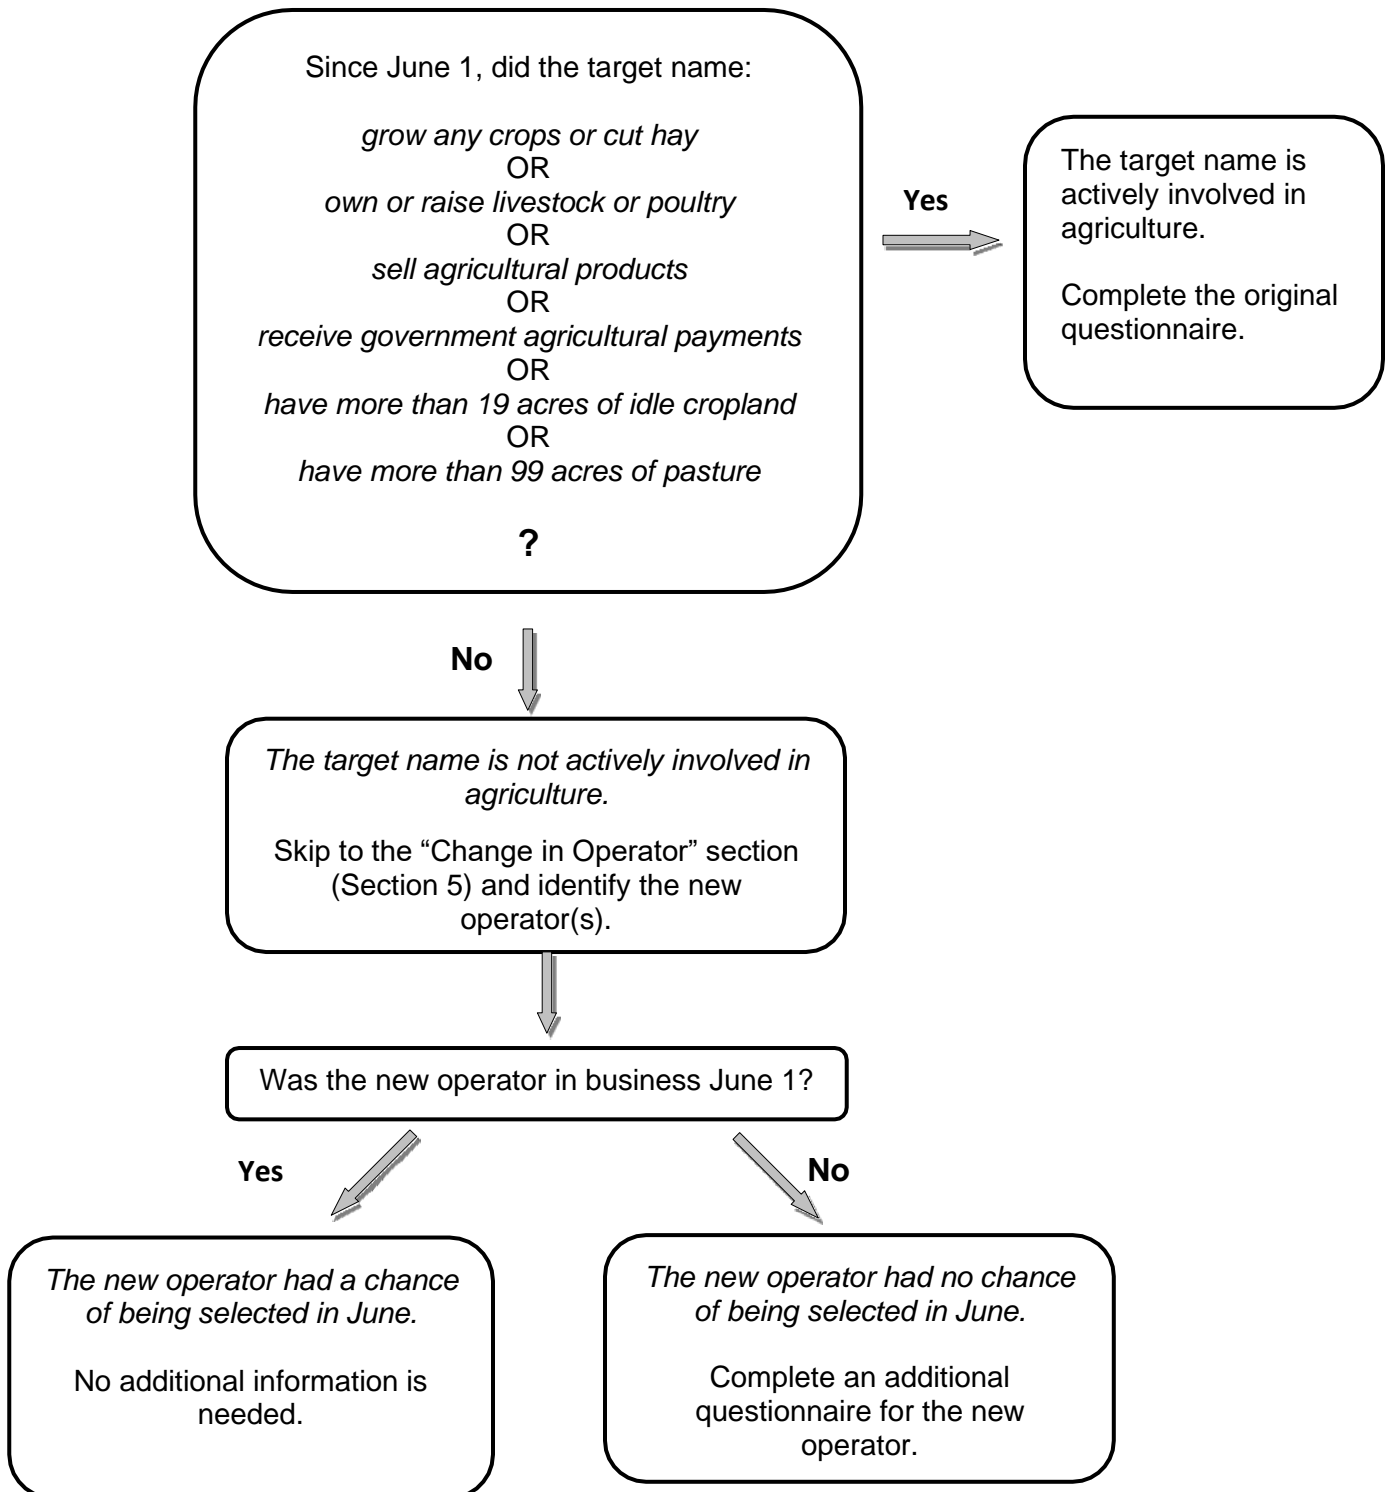 Since June 1, did the target name:
grow any crops or cut hay
OR
own or raise livestock or poultry
OR
sell agricultural products
OR
receive government agricultural payments
OR
have more than 19 acres of idle cropland
OR
have more than 99 acres of pasture
?
Yes
The target name is
actively involved in
agriculture.
Complete the original
questionnaire.
No
The target name is not actively involved in
agriculture.
Skip to the “Change in Operator” section
(Section 5) and identify the new
operator(s).
Was the new operator in business June 1?
Yes
No
The new operator had a chance
of being selected in June.
No additional information is
needed.
The new operator had no chance
of being selected in June.
Complete an additional
questionnaire for the new
operator.